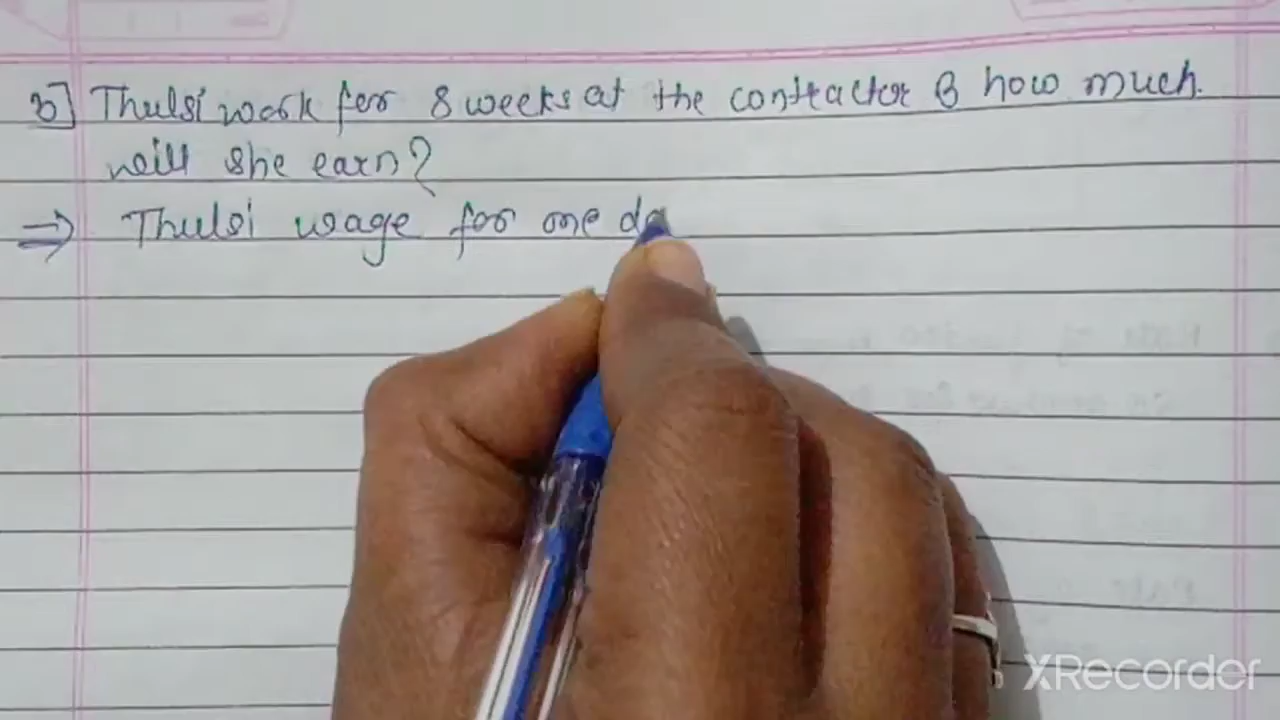 3] Thulsi work for 8 weeks at the contractor B how much
will she earn?
⇒ Thulsi wage for one da
XRecorder